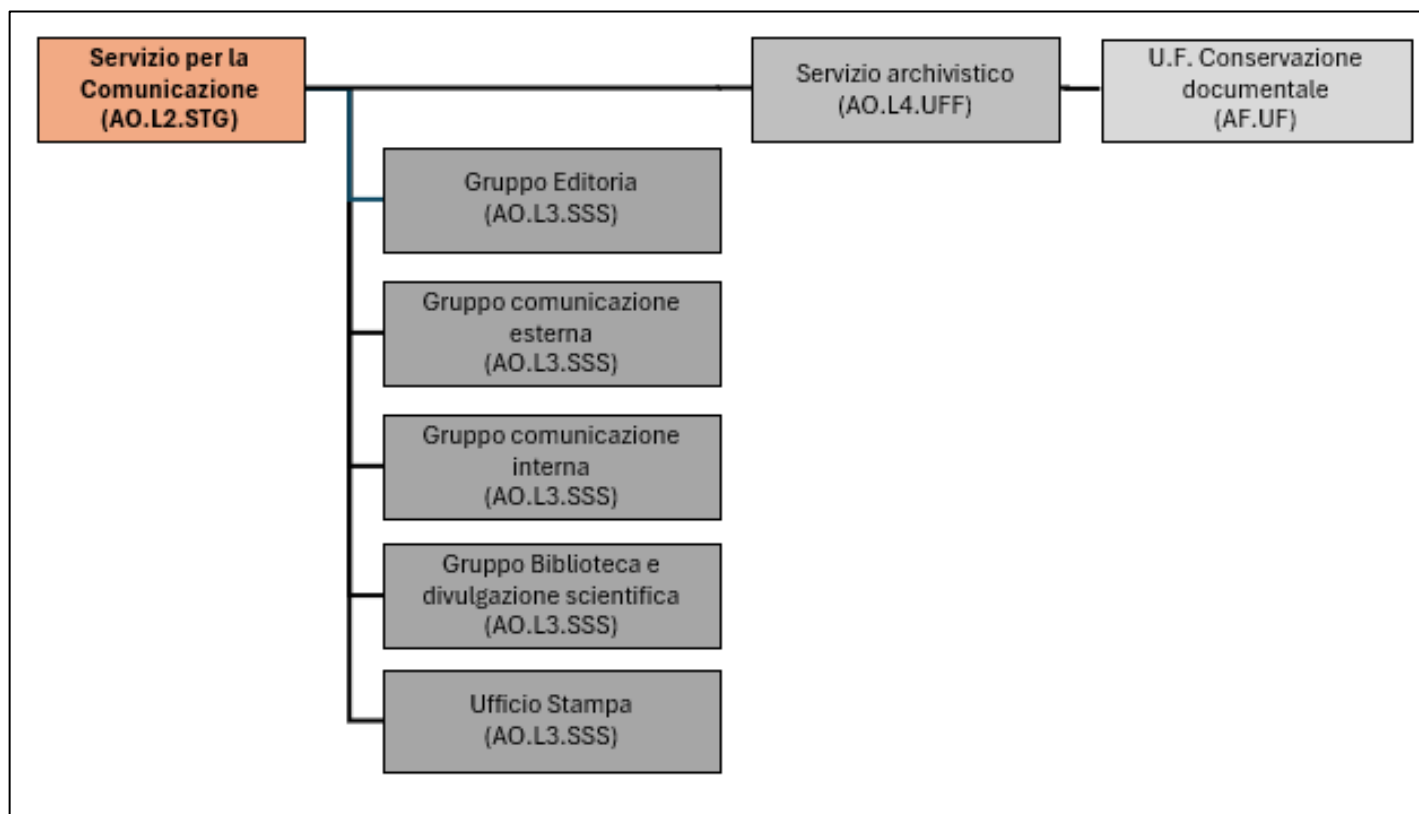 Servizio per la
Comunicazione
(AO.L2.STG)
Servizio archivistico
(AO.L4.UFF)
U.F. Conservazione
documentale
(AF.UF)
Gruppo Editoria
(AO.L3.SSS)
Gruppo comunicazione
esterna
(AO.L3.SSS)
Gruppo comunicazione
interna
(AO.L3.SSS)
Gruppo Biblioteca e
divulgazione scientifica
(AO.L3.SSS)
Ufficio Stampa
(AO.L3.SSS)